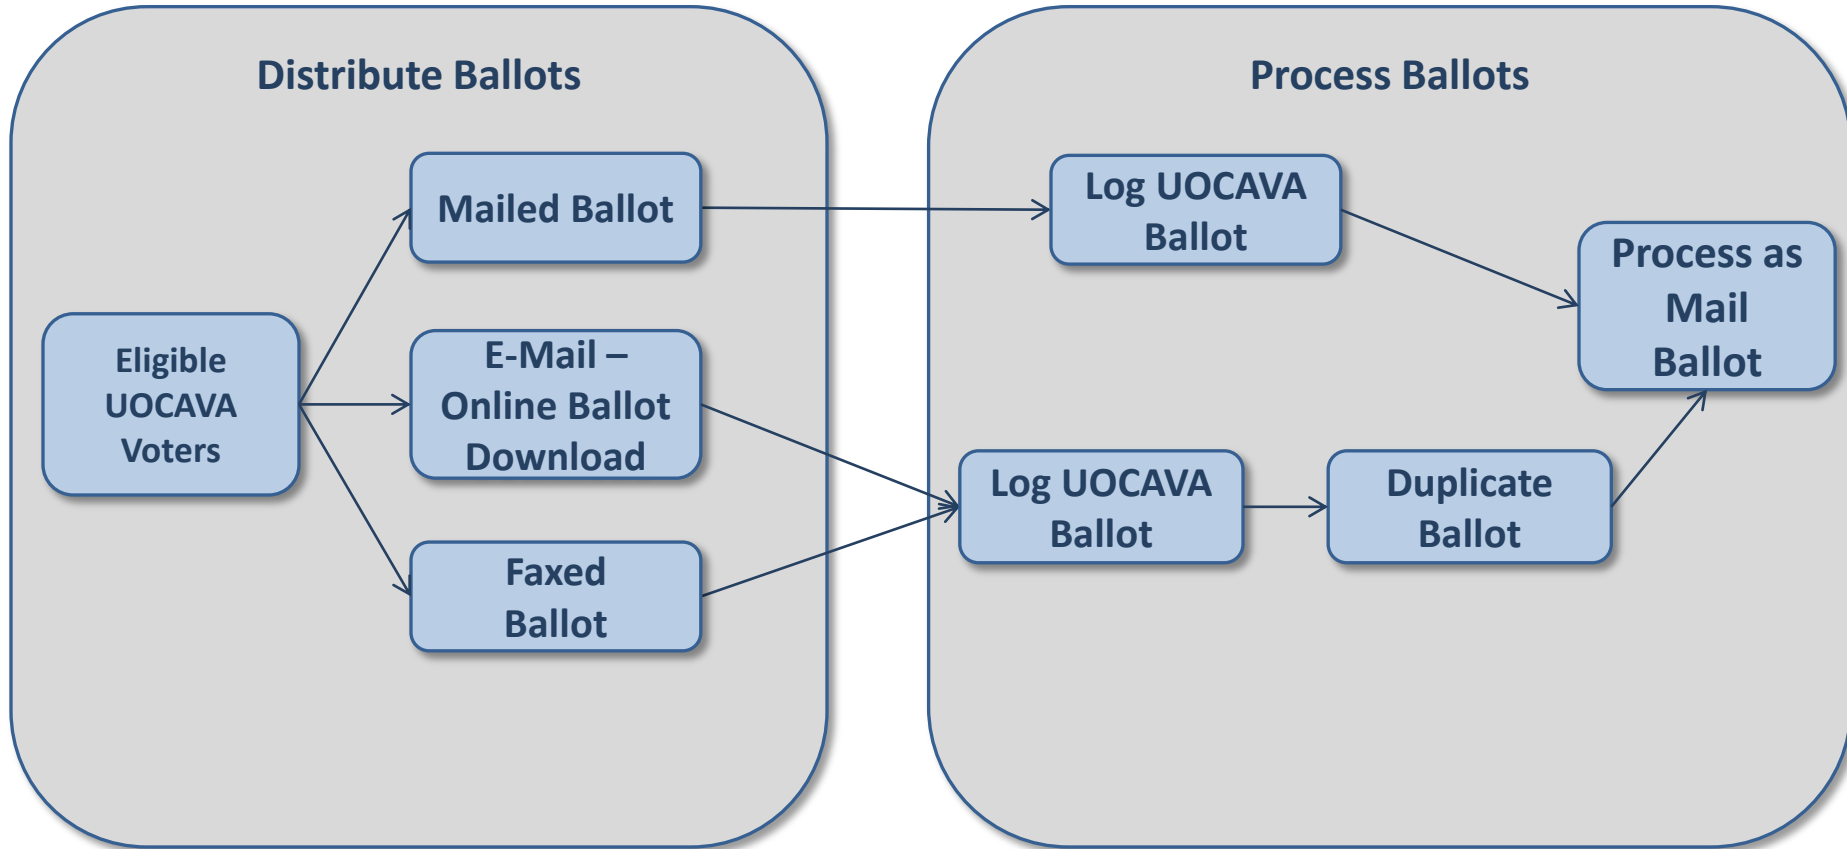 Distribute Ballots
Eligible
UOCAVA
Voters
Mailed Ballot
E-Mail –
Online Ballot
Download
Faxed
Ballot
Process Ballots
Log UOCAVA
Ballot
Process as
Mail
Ballot
Log UOCAVA
Ballot
Duplicate
Ballot